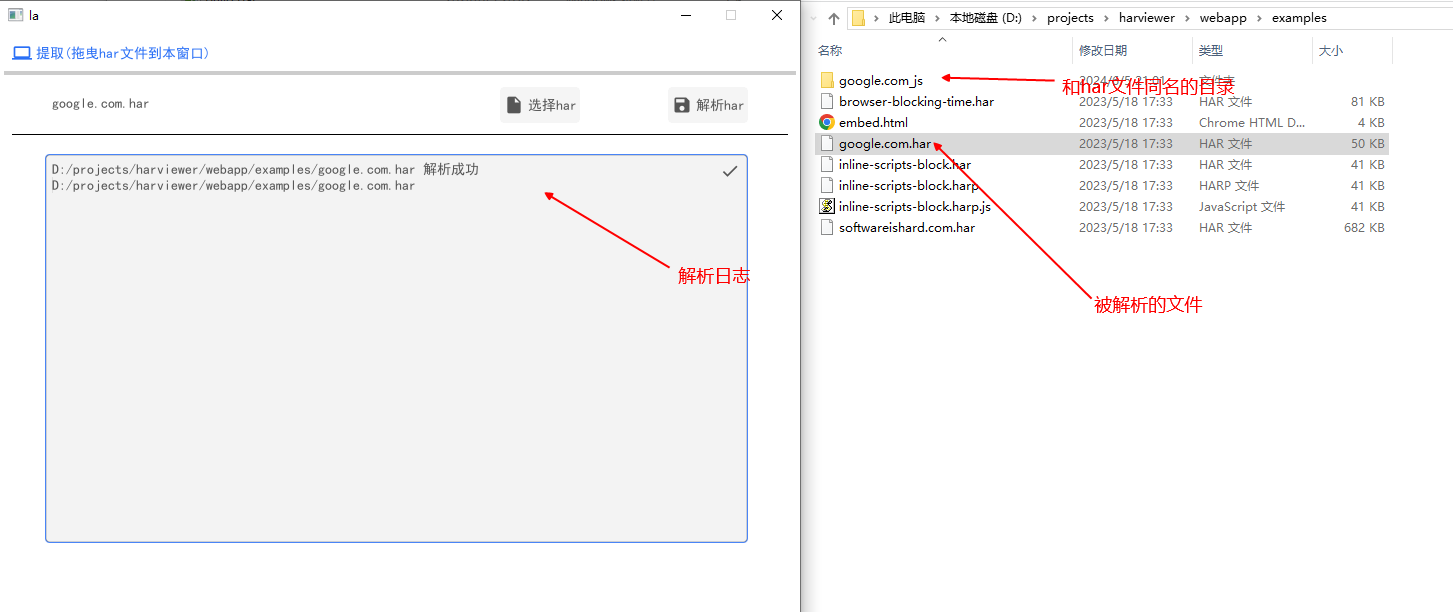 la
提取(拖曳har文件到本窗口)
google.com.har
选择har
解析har
D:/projects/harviewer/webapp/examples/google.com.har 解析成功
D:/projects/harviewer/webapp/examples/google.com.har
解析日志
此电脑 › 本地磁盘 (D:) › projects › harviewer › webapp › examples
名称 修改日期 类型 大小
google.com_js
和har文件同名的目录
browser-blocking-time.har 2023/5/18 17:33 HAR 文件 81 KB
embed.html 2023/5/18 17:33 Chrome HTML D... 4 KB
google.com.har 2023/5/18 17:33 HAR 文件 50 KB
inline-scripts-block.har 2023/5/18 17:33 HAR 文件 41 KB
inline-scripts-block.harp 2023/5/18 17:33 HARP 文件 41 KB
inline-scripts-block.harp.js 2023/5/18 17:33 JavaScript 文件 41 KB
softwareishard.com.har 2023/5/18 17:33 HAR 文件 682 KB
被解析的文件